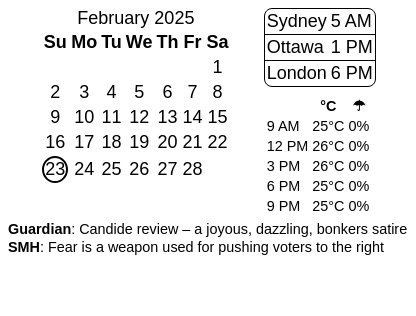 February 2025
Su Mo Tu We Th Fr Sa
1
2 3 4 5 6 7 8
9 10 11 12 13 14 15
16 17 18 19 20 21 22
23 24 25 26 27 28
Sydney 5 AM
Ottawa 1 PM
London 6 PM
°C ☂
9 AM 25°C 0%
12 PM 26°C 0%
3 PM 26°C 0%
6 PM 25°C 0%
9 PM 25°C 0%
Guardian: Candide review – a joyous, dazzling, bonkers satire
SMH: Fear is a weapon used for pushing voters to the right